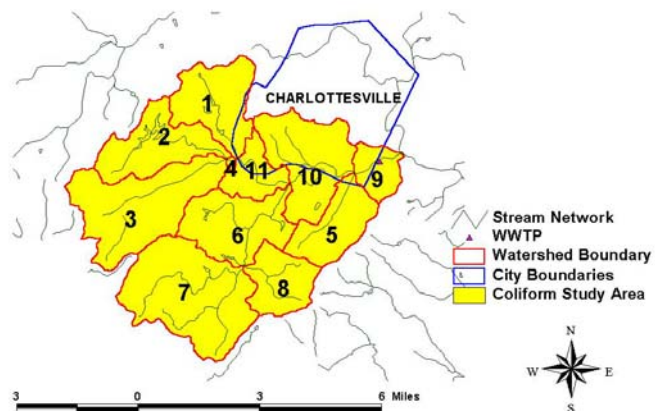 CHARLOTTESVILLE
1
2
4
11
10
9
3
6
5
7
8
Stream Network
WWTP
Watershed Boundary
City Boundaries
Coliform Study Area
N
W E
S
3 0 3 6 Miles